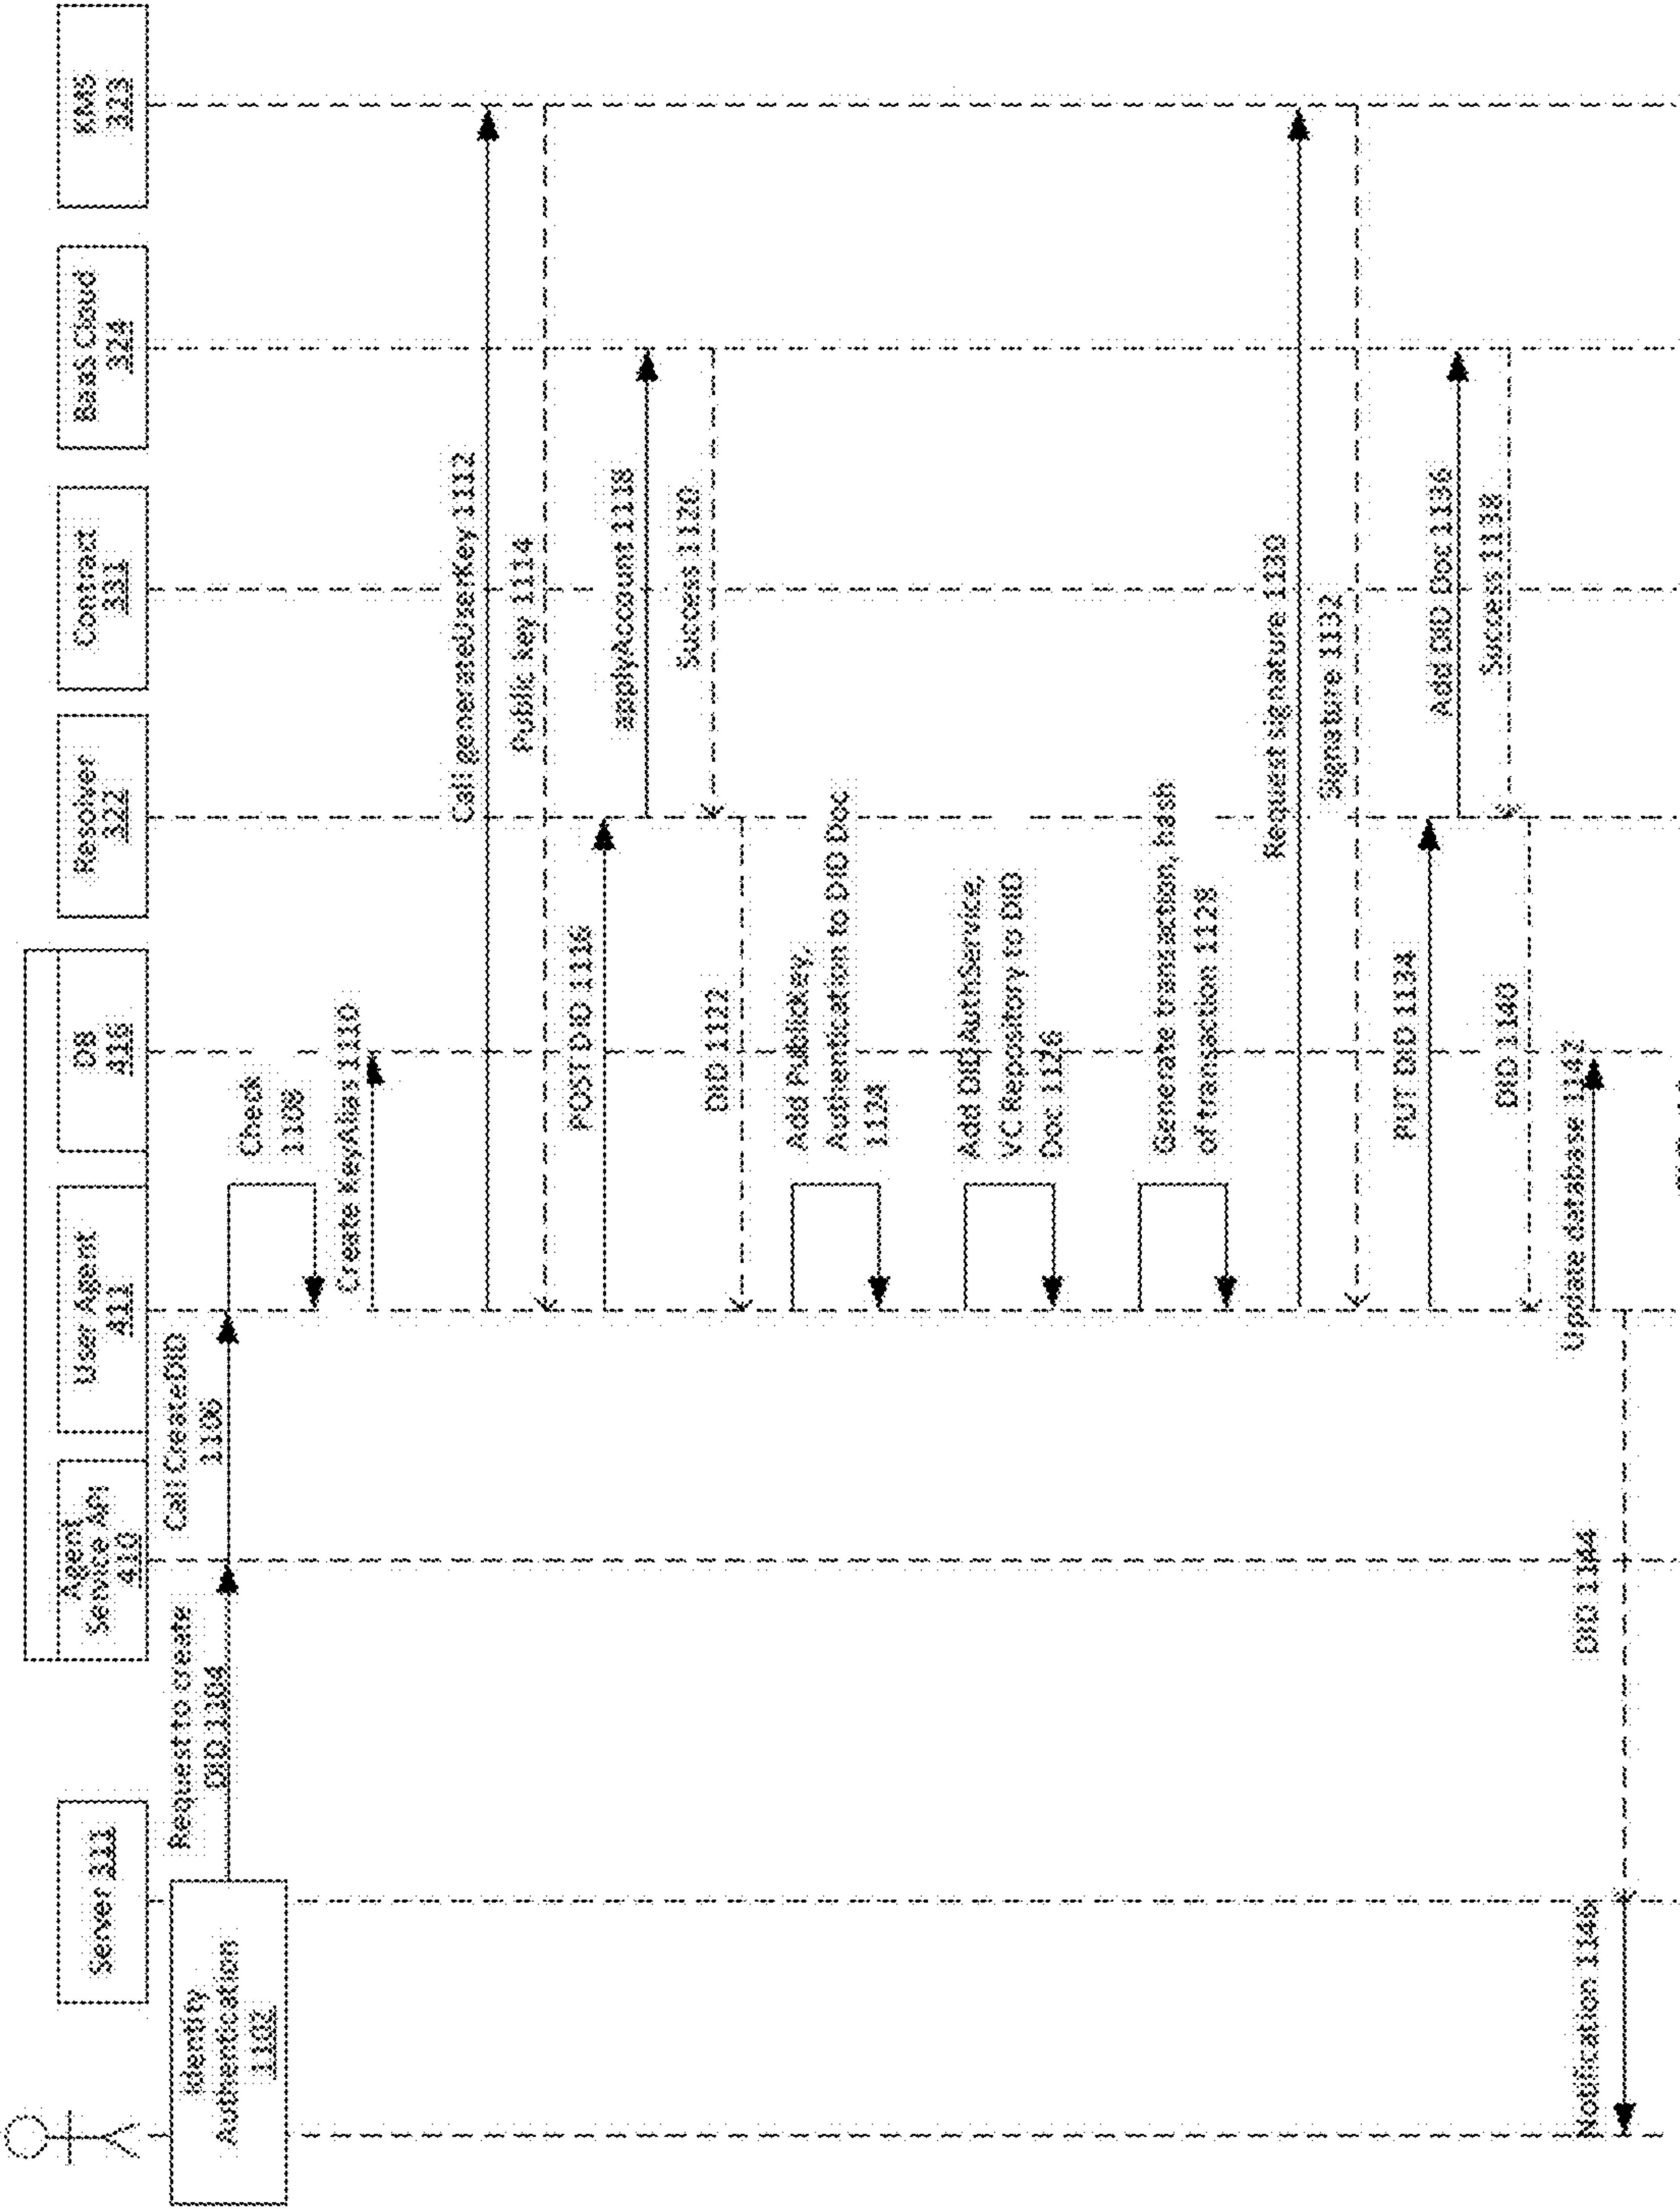 Server 311
Agent
Service API
410
User Agent
411
DB
416
Resolver
322
Contract
331
BaaS Cloud
324
KMS
323
Identity
Authentication
1102
Request to create
DID 1104
Call CreateDID
1106
Check
1106
Create KeyAlias 1110
Call generateUserKey 1112
Public key 1114
POST DID 1116
applyAccount 1118
Success 1120
DID 1122
Add PublicKey,
Authentication to DID Doc
1124
Add DID AuthService,
VC Repository to DID
Doc 1126
Generate transaction, hash
of transaction 1128
Request signature 1130
Signature 1132
PUT DID 1134
Add DID Doc 1136
Success 1138
DID 1140
Update database 1142
DID 1144
Notification 1146